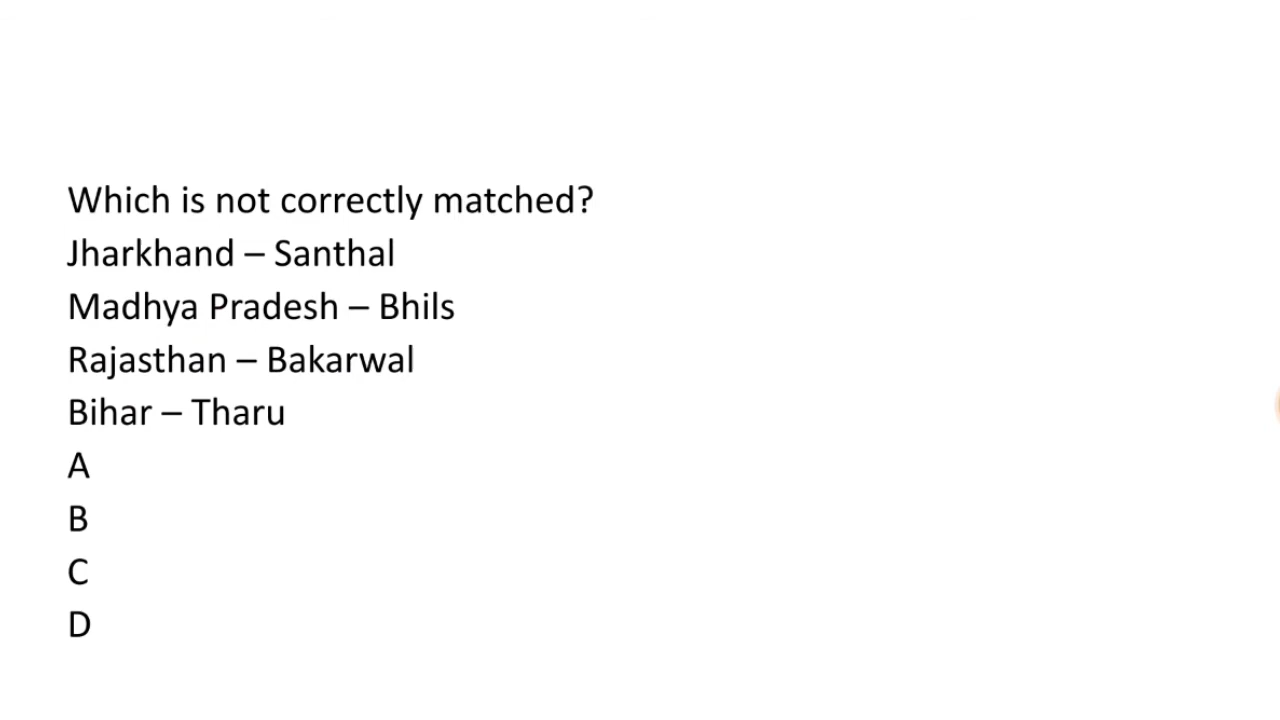 Which is not correctly matched?
Jharkhand – Santhal
Madhya Pradesh – Bhils
Rajasthan – Bakarwal
Bihar – Tharu
A
B
C
D